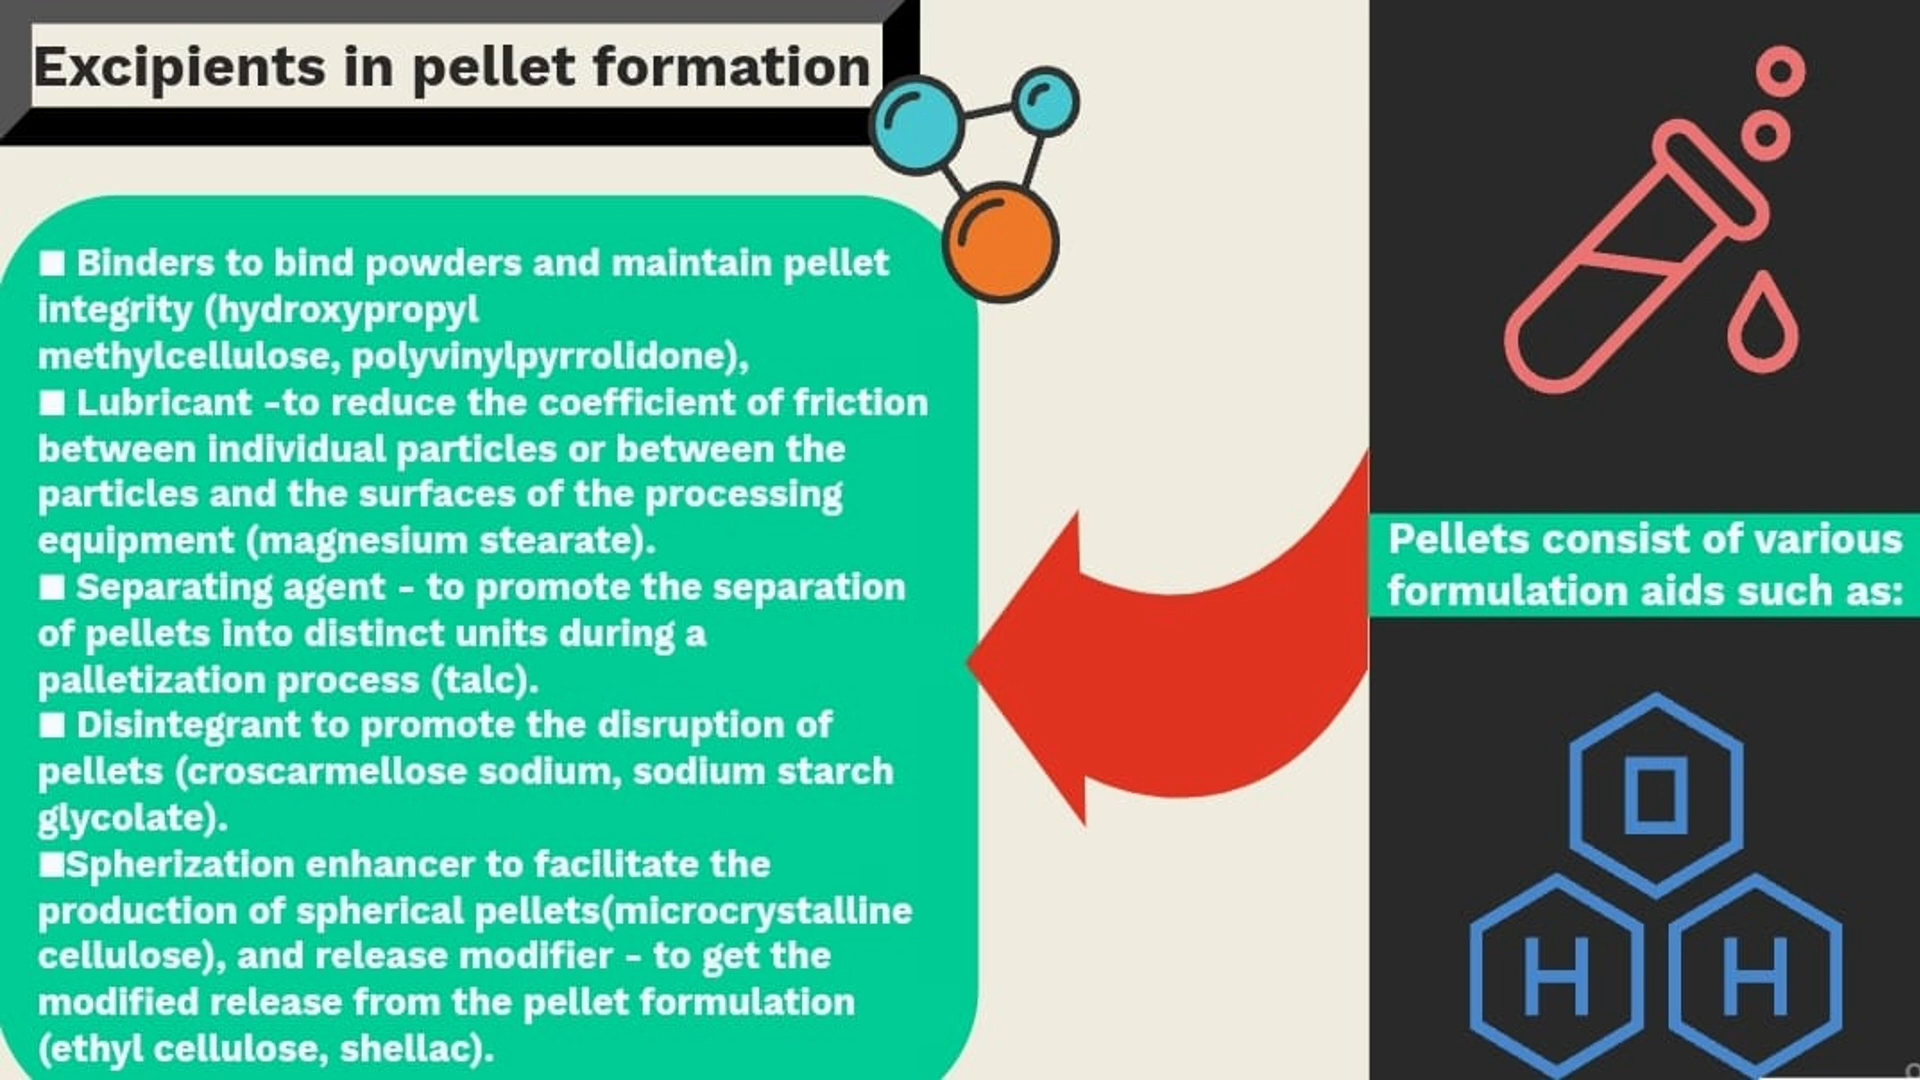 Excipients in pellet formation
■ Binders to bind powders and maintain pellet
integrity (hydroxypropyl
methylcellulose, polyvinylpyrrolidone),
■ Lubricant -to reduce the coefficient of friction
between individual particles or between the
particles and the surfaces of the processing
equipment (magnesium stearate).
■ Separating agent - to promote the separation
of pellets into distinct units during a
palletization process (talc).
■ Disintegrant to promote the disruption of
pellets (croscarmellose sodium, sodium starch
glycolate).
■Spherization enhancer to facilitate the
production of spherical pellets(microcrystalline
cellulose), and release modifier - to get the
modified release from the pellet formulation
(ethyl cellulose, shellac).
Pellets consist of various
formulation aids such as:
O
H H